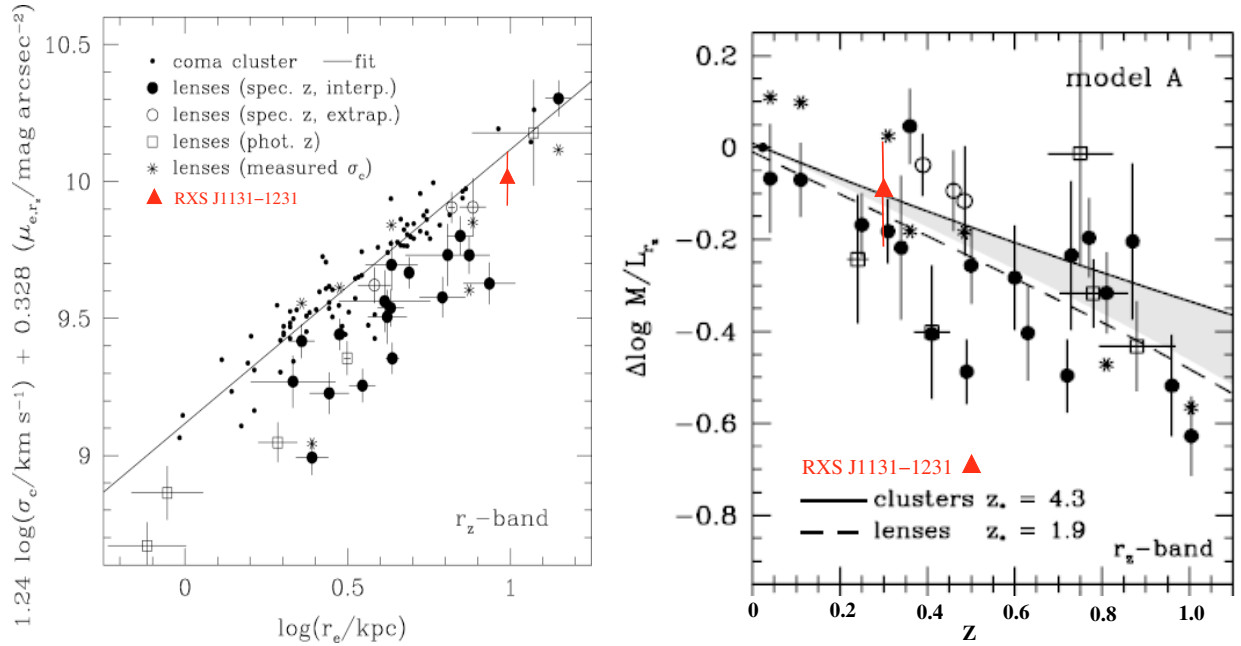 1.24 log(σc/km s⁻¹) + 0.328 (μe,rz/mag arcsec⁻²)
10.5
10
9.5
9
coma cluster
fit
lenses (spec. z, interp.)
lenses (spec. z, extrap.)
lenses (phot. z)
lenses (measured σc)
RXS J1131−1231
rz−band
0
0.5
1
log(re/kpc)
Δlog M/Lrz
0.2
0
−0.2
−0.4
−0.6
−0.8
model A
RXS J1131−1231
clusters z* = 4.3
lenses z* = 1.9
rz−band
0
0.2
0.4
0.6
0.8
1.0
Z